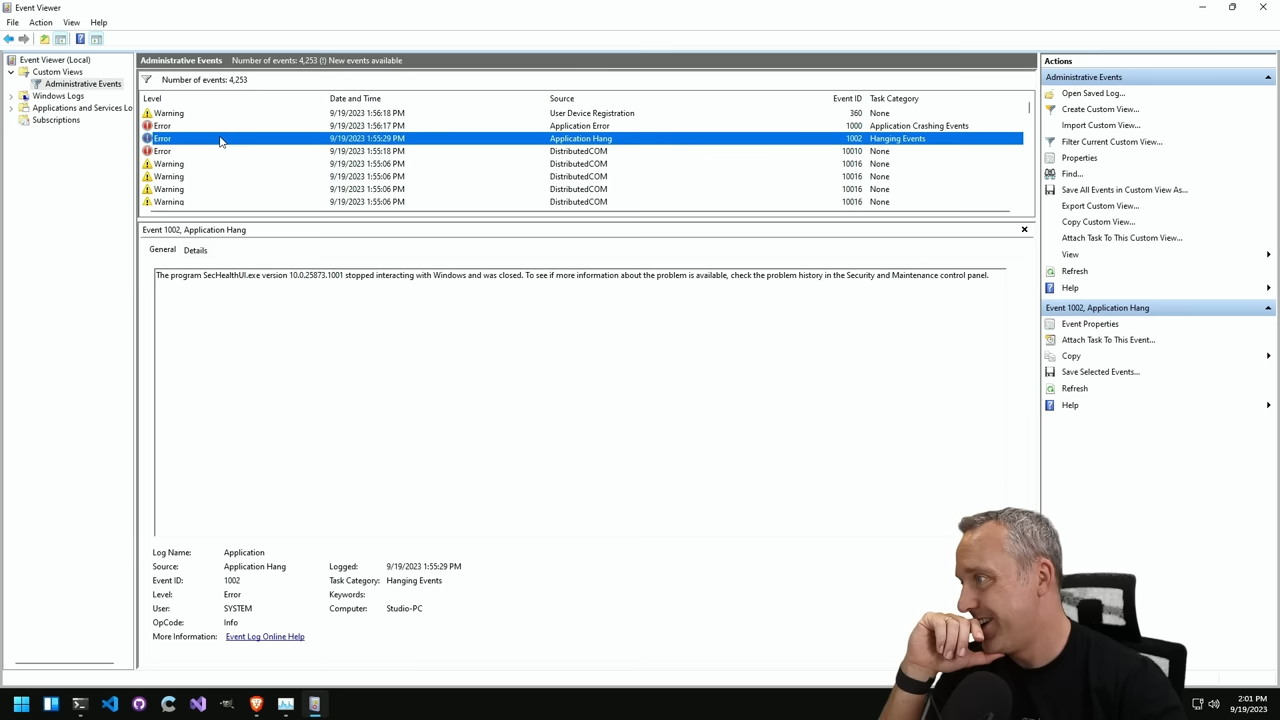 Event Viewer
File Action View Help
Event Viewer (Local)
Custom Views
Administrative Events
Windows Logs
Applications and Services Lo
Subscriptions
Administrative Events Number of events: 4,253 (!) New events available
Number of events: 4,253
Level Date and Time Source Event ID Task Category
Warning 9/19/2023 1:56:18 PM User Device Registration 360 None
Error 9/19/2023 1:56:17 PM Application Error 1000 Application Crashing Events
Error 9/19/2023 1:55:29 PM Application Hang 1002 Hanging Events
Error 9/19/2023 1:55:18 PM DistributedCOM 10010 None
Warning 9/19/2023 1:55:06 PM DistributedCOM 10016 None
Warning 9/19/2023 1:55:06 PM DistributedCOM 10016 None
Warning 9/19/2023 1:55:06 PM DistributedCOM 10016 None
Warning 9/19/2023 1:55:06 PM DistributedCOM 10016 None
Event 1002, Application Hang
General Details
The program SecHealthUI.exe version 10.0.25873.1001 stopped interacting with Windows and was closed. To see if more information about the problem is available, check the problem history in the Security and Maintenance control panel.
Log Name: Application
Source: Application Hang Logged: 9/19/2023 1:55:29 PM
Event ID: 1002 Task Category: Hanging Events
Level: Error Keywords:
User: SYSTEM Computer: Studio-PC
OpCode: Info
More Information: Event Log Online Help
Actions
Administrative Events
Open Saved Log...
Create Custom View...
Import Custom View...
Filter Current Custom View...
Properties
Find...
Save All Events in Custom View As...
Export Custom View...
Copy Custom View...
Attach Task To This Custom View...
View
Refresh
Help
Event 1002, Application Hang
Event Properties
Attach Task To This Event...
Copy
Save Selected Events...
Refresh
Help
2:01 PM
9/19/2023